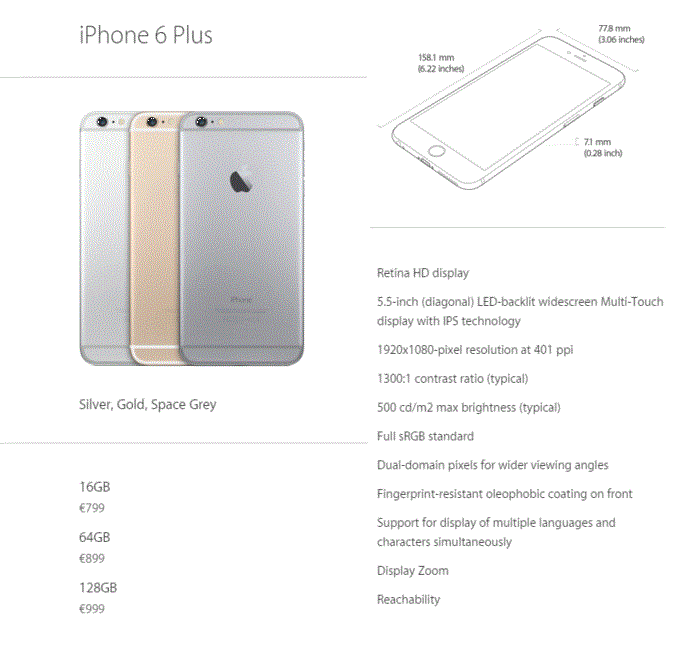 iPhone 6 Plus
77.8 mm
(3.06 inches)
158.1 mm
(6.22 inches)
7.1 mm
(0.28 inch)
iPhone
Silver, Gold, Space Grey
16GB
€799
64GB
€899
128GB
€999
Retina HD display
5.5-inch (diagonal) LED-backlit widescreen Multi-Touch
display with IPS technology
1920x1080-pixel resolution at 401 ppi
1300:1 contrast ratio (typical)
500 cd/m2 max brightness (typical)
Full sRGB standard
Dual-domain pixels for wider viewing angles
Fingerprint-resistant oleophobic coating on front
Support for display of multiple languages and
characters simultaneously
Display Zoom
Reachability